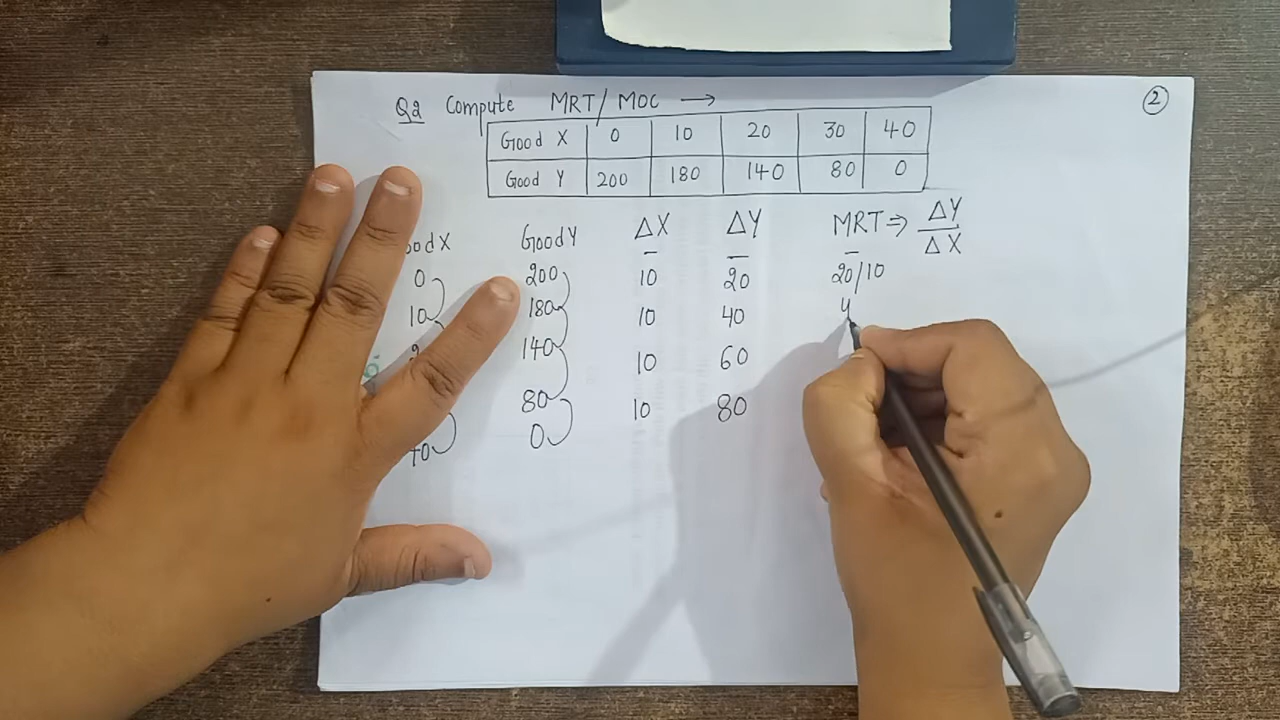 Q2 Compute MRT/MOC → 2
Good X 0 10 20 30 40
Good Y 200 180 140 80 0
Good Y ΔX ΔY MRT ⇒ ΔY/ΔX
0 200 10 20 20/10
10 180 10 40 4
140 10 60
80 10 80
0